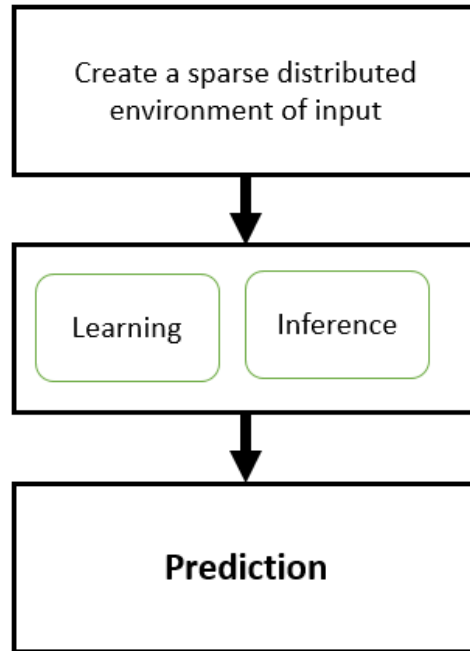 Create a sparse distributed
environment of input
Learning
Inference
Prediction